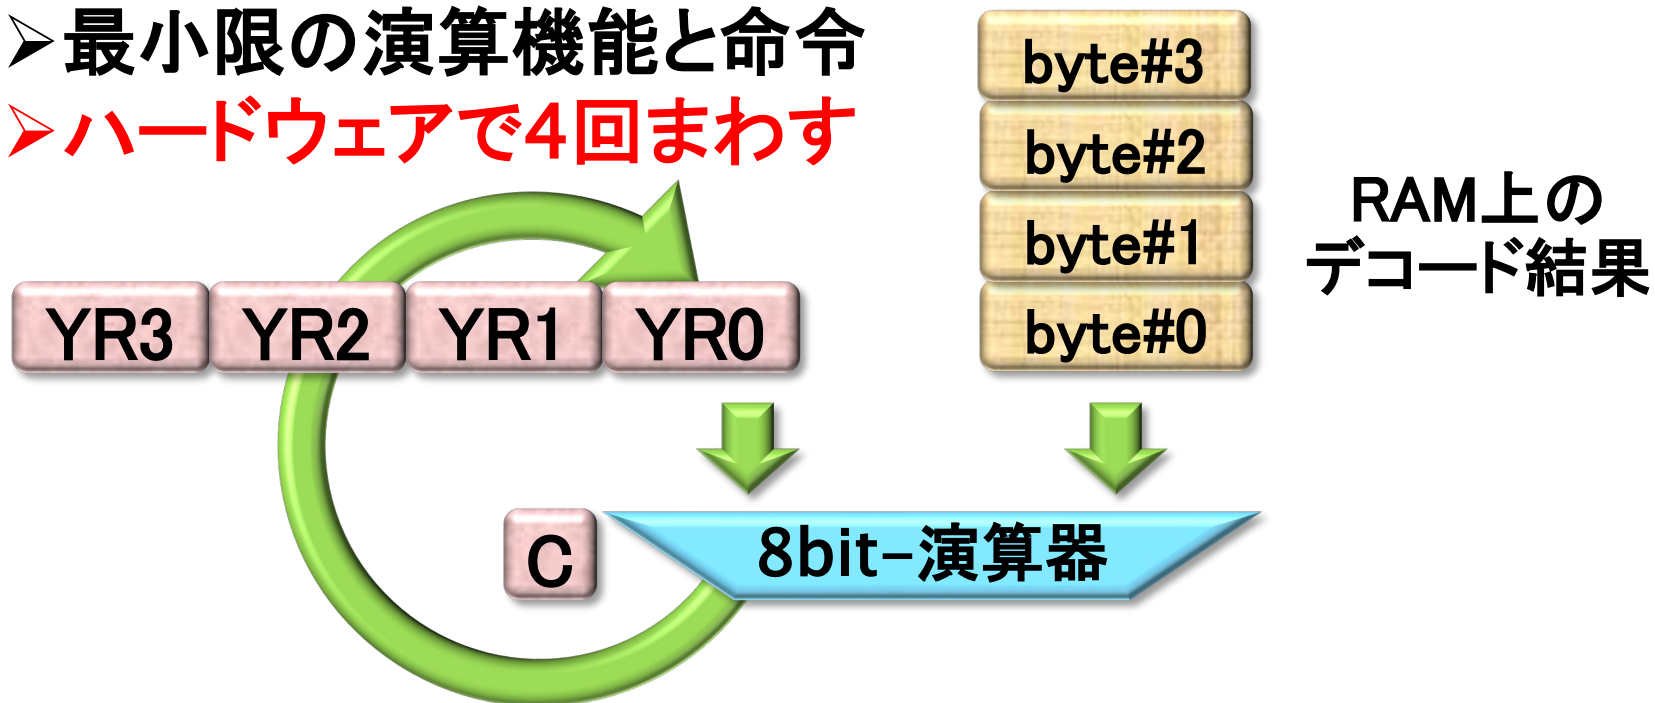 ➢最小限の演算機能と命令
➢ハードウェアで4回まわす
byte#3
byte#2
byte#1
byte#0
RAM上の
デコード結果
YR3 YR2 YR1 YR0
C
8bit-演算器